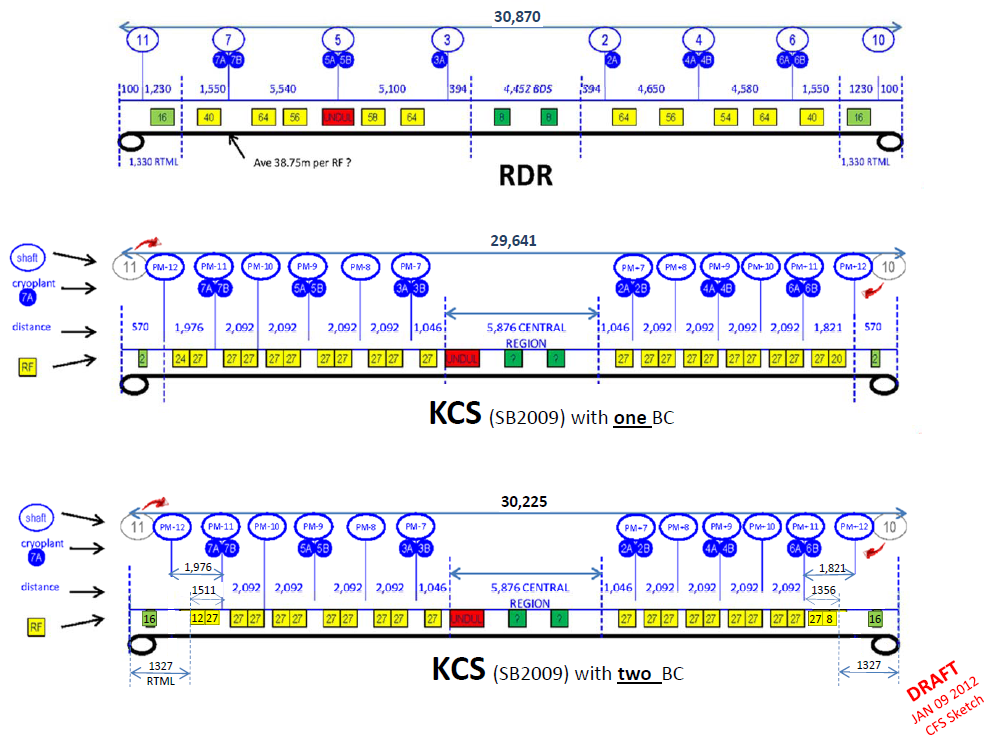 30,870
11 7 5 3 2 4 6 10
7A 7B 5A 5B 3A 2A 4A 4B 6A 6B
100 1,230 1,550 5,540 5,100 394 4,452 BDS 394 4,650 4,580 1,550 1230 100
16 40 64 56 UNDUL 58 64 8 8 64 56 54 64 40 16
1,330 RTML Ave 38.75m per RF ? 1,330 RTML
RDR
29,641
shaft 11 PM-12 PM-11 PM-10 PM-9 PM-8 PM-7 PM+7 PM+8 PM+9 PM+10 PM+11 PM+12 10
cryoplant
7A 7A 7B 5A 5B 3A 3B 2A 2B 4A 4B 6A 6B
distance 570 1,976 2,092 2,092 2,092 2,092 1,046 5,876 CENTRAL 1,046 2,092 2,092 2,092 2,092 1,821 570
REGION
RF 2 24 27 27 27 27 27 27 27 27 27 27 UNDUL ? ? 27 27 27 27 27 27 27 27 27 27 20 2
KCS (SB2009) with one BC
30,225
shaft 11 PM-12 PM-11 PM-10 PM-9 PM-8 PM-7 PM+7 PM+8 PM+9 PM+10 PM+11 PM+12 10
cryoplant
7A 7A 7B 5A 5B 3A 3B 2A 2B 4A 4B 6A 6B
1,976 1,821
distance 1511 2,092 2,092 2,092 2,092 1,046 5,876 CENTRAL 1,046 2,092 2,092 2,092 2,092 1356
REGION
RF 16 12 27 27 27 27 27 27 27 27 27 27 UNDUL ? ? 27 27 27 27 27 27 27 27 27 27 8 16
1327 1327
RTML
KCS (SB2009) with two BC
DRAFT
JAN 09 2012
CFS Sketch